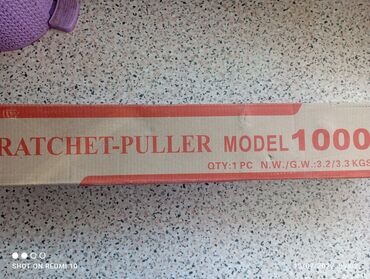 RATCHET-PULLER MODEL 1000
QTY:1 PC N.W./G.W.:3.2/3.3 KGS
SHOT ON REDMI 10